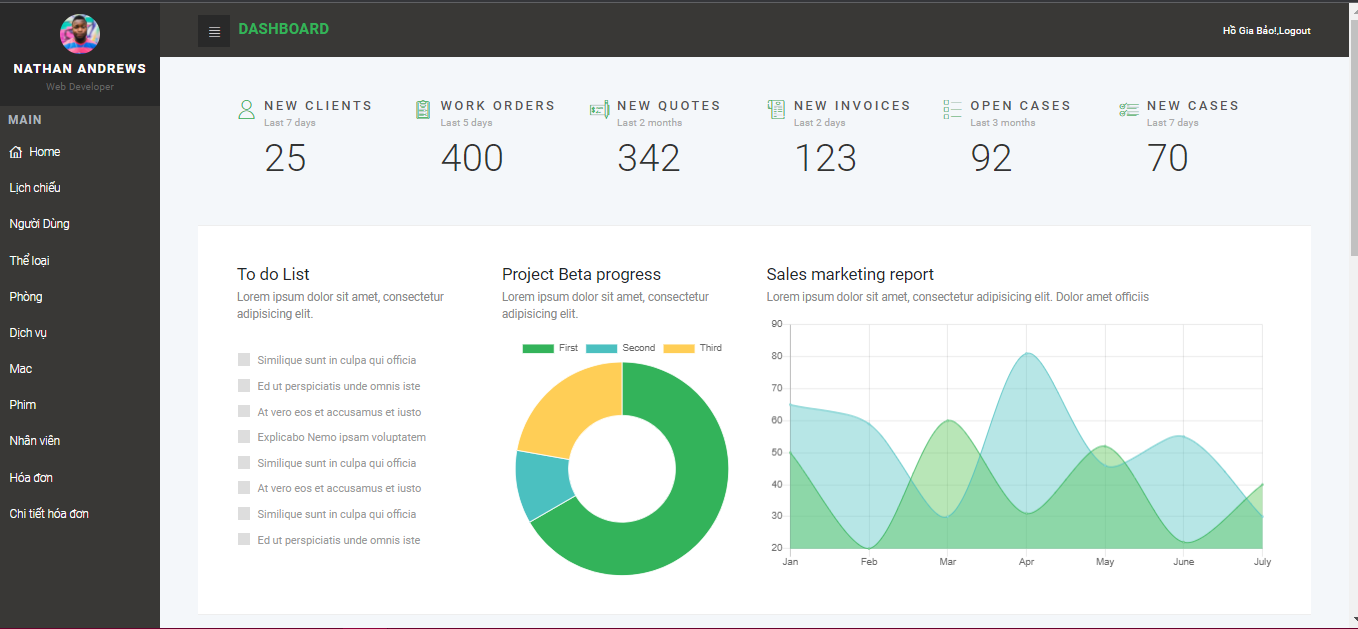 NATHAN ANDREWS
Web Developer
MAIN
Home
Lịch chiếu
Người Dùng
Thể loại
Phòng
Dịch vụ
Mac
Phim
Nhân viên
Hóa đơn
Chi tiết hóa đơn
DASHBOARD
Hồ Gia Bảo!,Logout
NEW CLIENTS
Last 7 days
25
WORK ORDERS
Last 5 days
400
NEW QUOTES
Last 2 months
342
NEW INVOICES
Last 2 days
123
OPEN CASES
Last 3 months
92
NEW CASES
Last 7 days
70
To do List
Lorem ipsum dolor sit amet, consectetur
adipisicing elit.
Similique sunt in culpa qui officia
Ed ut perspiciatis unde omnis iste
At vero eos et accusamus et iusto
Explicabo Nemo ipsam voluptatem
Similique sunt in culpa qui officia
At vero eos et accusamus et iusto
Similique sunt in culpa qui officia
Ed ut perspiciatis unde omnis iste
Project Beta progress
Lorem ipsum dolor sit amet, consectetur
adipisicing elit.
First Second Third
Sales marketing report
Lorem ipsum dolor sit amet, consectetur adipisicing elit. Dolor amet officiis
90
80
70
60
50
40
30
20
Jan Feb Mar Apr May June July